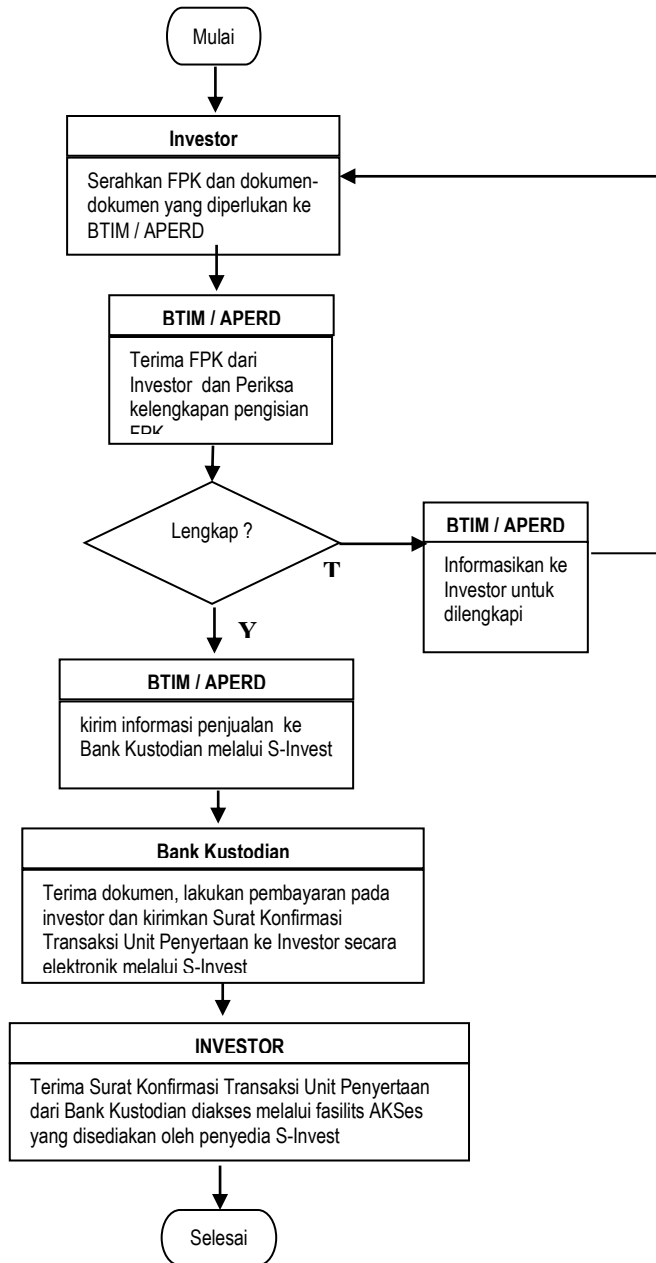 Mulai
Investor
Serahkan FPK dan dokumen-
dokumen yang diperlukan ke
BTIM / APERD
BTIM / APERD
Terima FPK dari
Investor dan Periksa
kelengkapan pengisian
FPK
Lengkap ?
T
BTIM / APERD
Informasikan ke
Investor untuk
dilengkapi
Y
BTIM / APERD
kirim informasi penjualan ke
Bank Kustodian melalui S-Invest
Bank Kustodian
Terima dokumen, lakukan pembayaran pada
investor dan kirimkan Surat Konfirmasi
Transaksi Unit Penyertaan ke Investor secara
elektronik melalui S-Invest
INVESTOR
Terima Surat Konfirmasi Transaksi Unit Penyertaan
dari Bank Kustodian diakses melalui fasilits AKSes
yang disediakan oleh penyedia S-Invest
Selesai